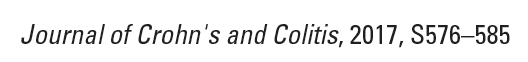 Journal of Crohn's and Colitis, 2017, S576–585